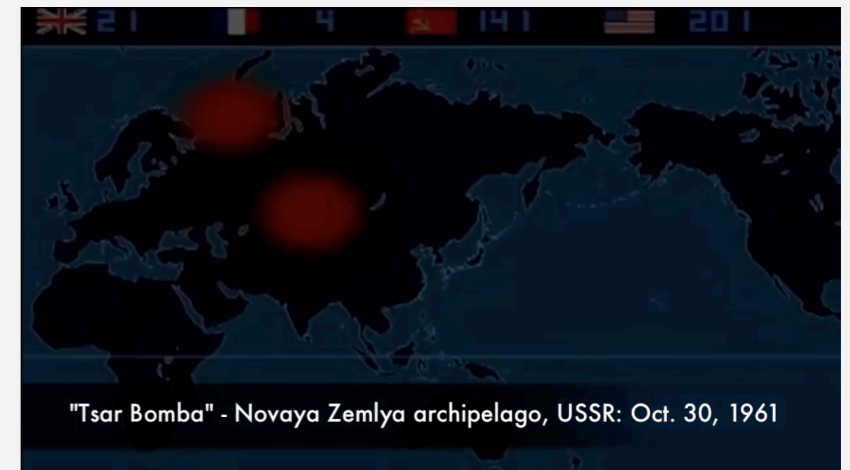 21 4 141 201
"Tsar Bomba" - Novaya Zemlya archipelago, USSR: Oct. 30, 1961